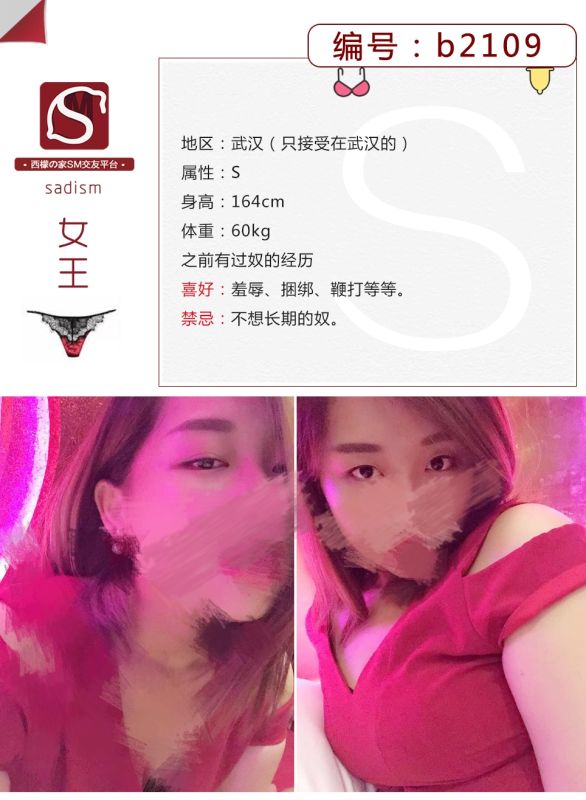 编号：b2109
S
M
·西檬の家SM交友平台·
sadism
女
王
S
地区：武汉（只接受在武汉的）
属性：S
身高：164cm
体重：60kg
之前有过奴的经历
喜好：羞辱、捆绑、鞭打等等。
禁忌：不想长期的奴。